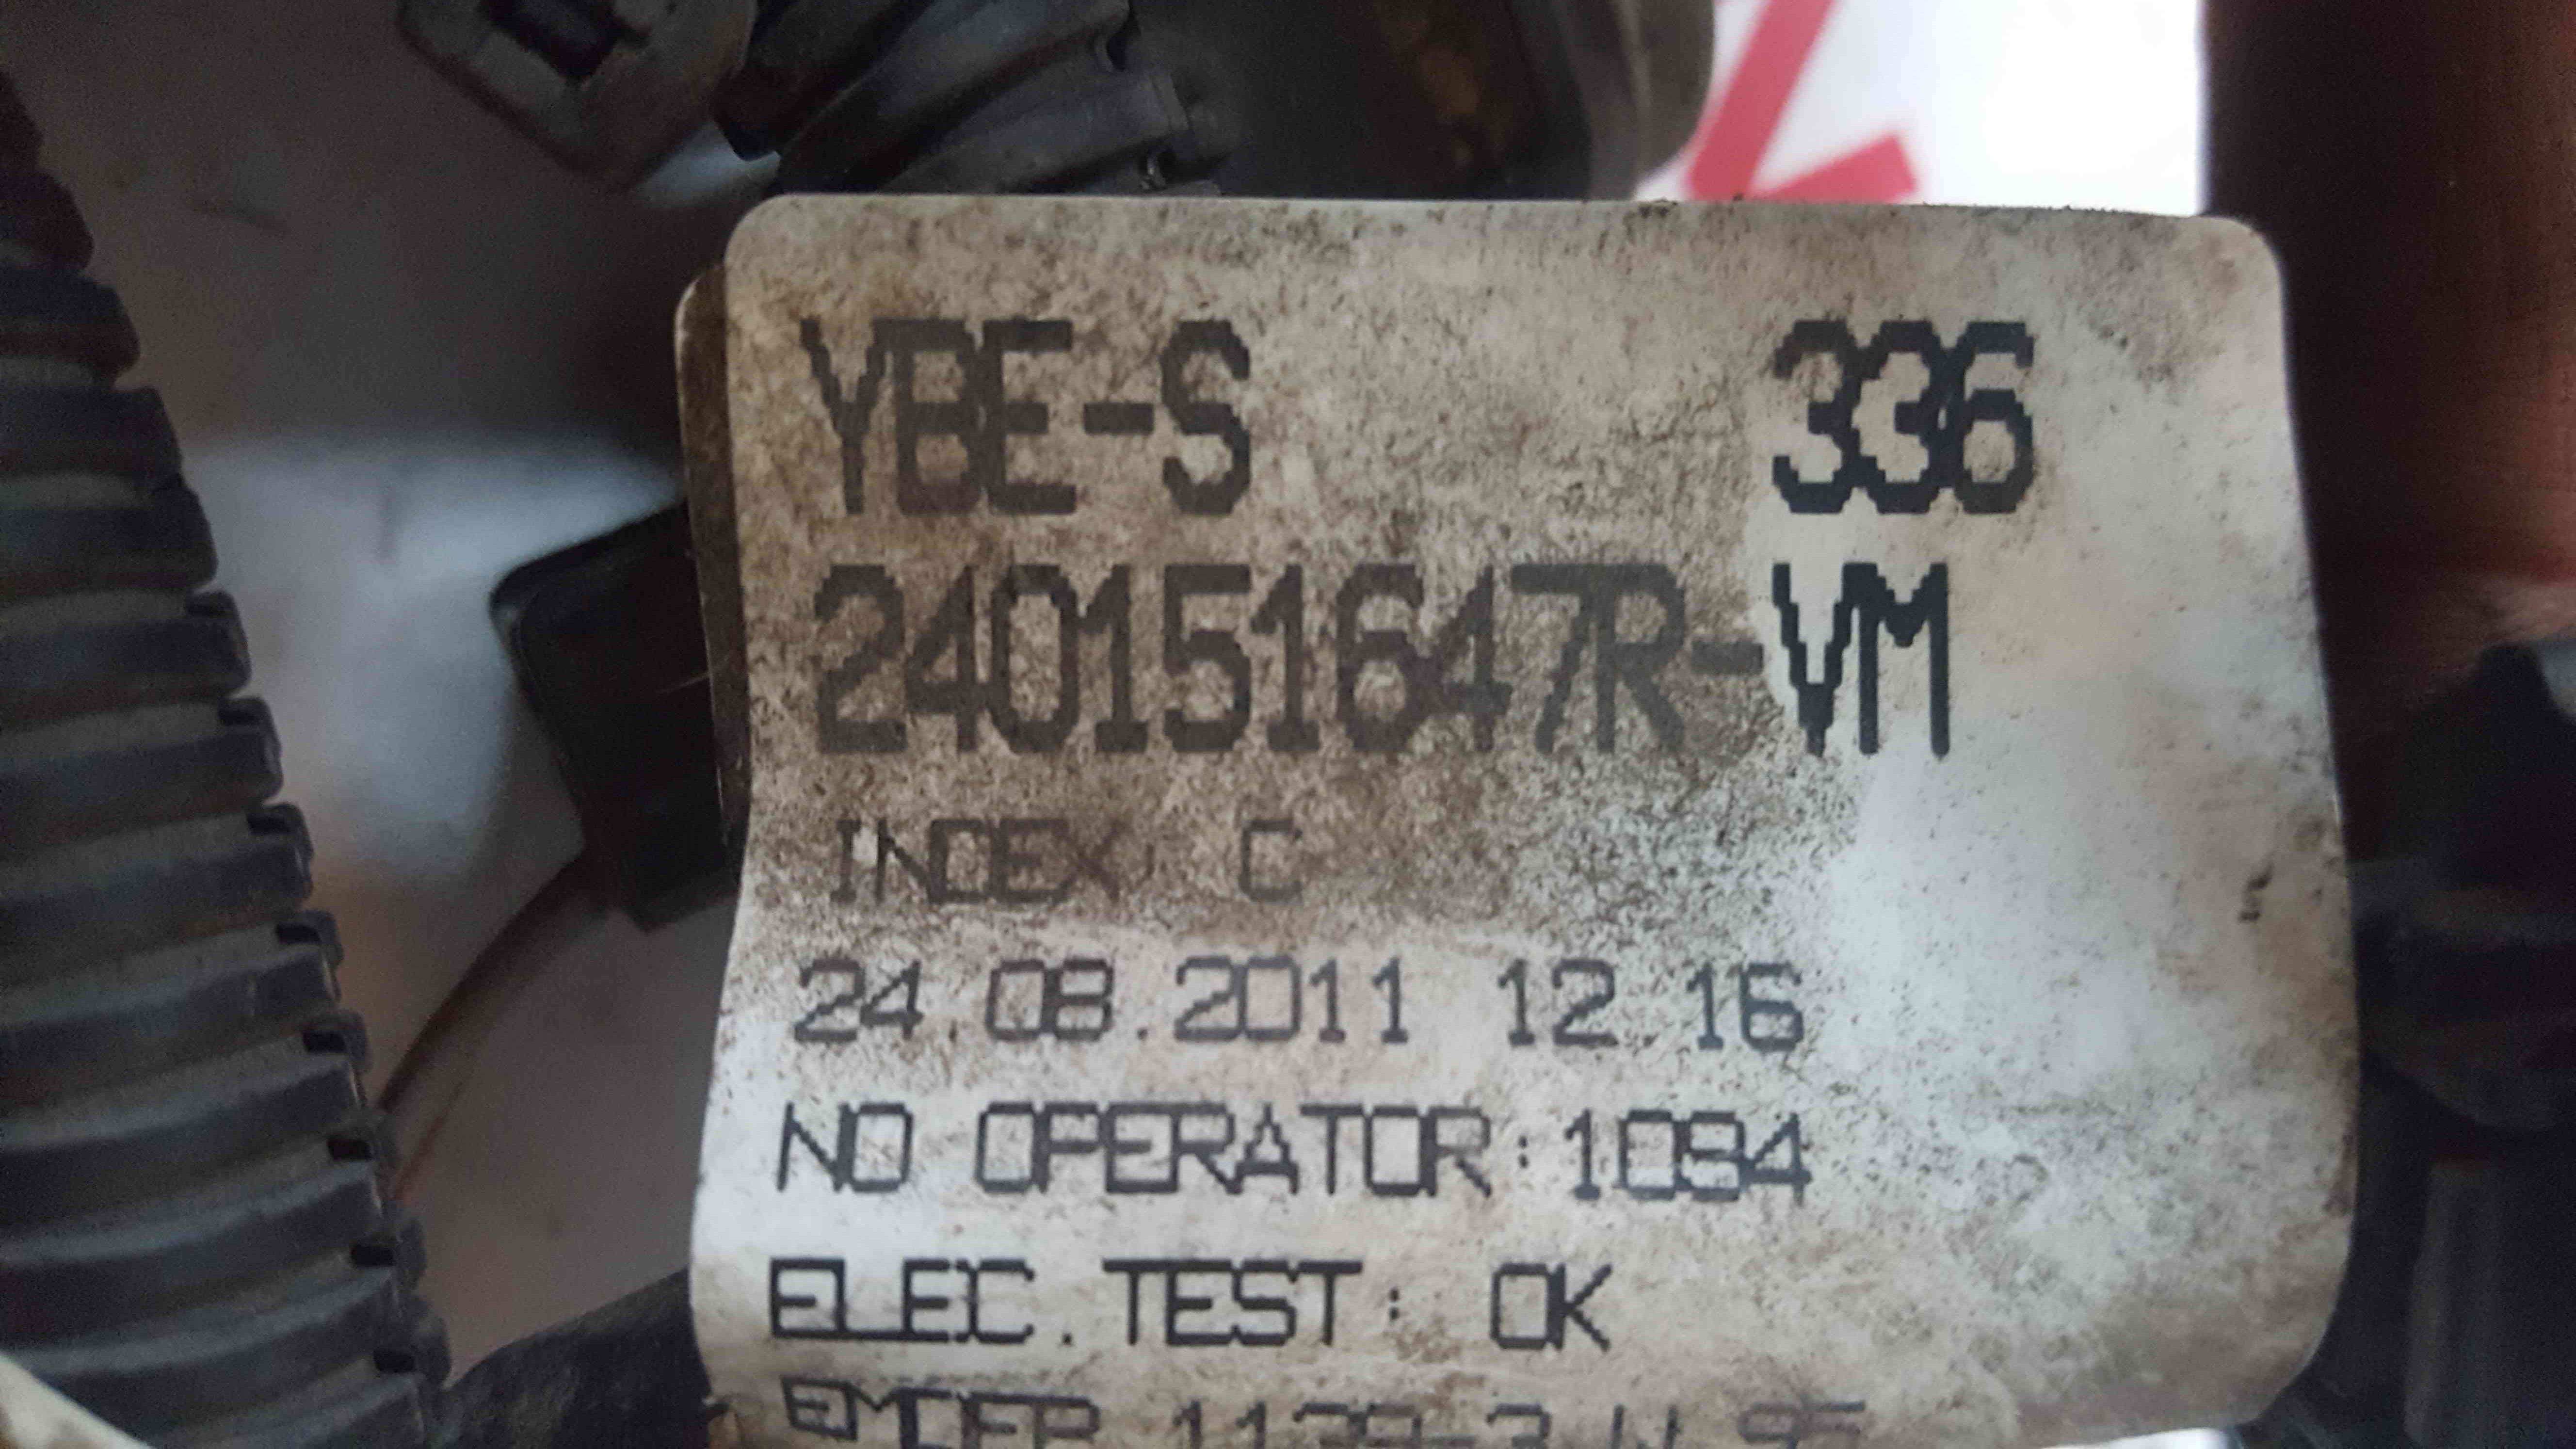 YBE-S 336
240151647R-VM
INDEX: C
24.08.2011 12.16
NO OPERATOR:1094
ELEC.TEST: OK